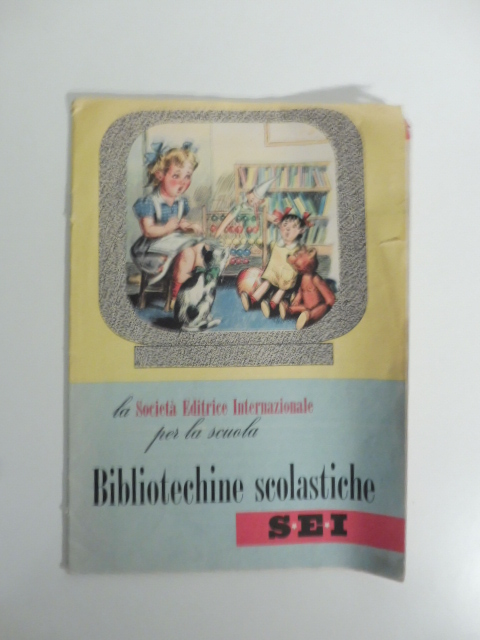 la Società Editrice Internazionale
per la scuola
Bibliotechine scolastiche
S·E·I